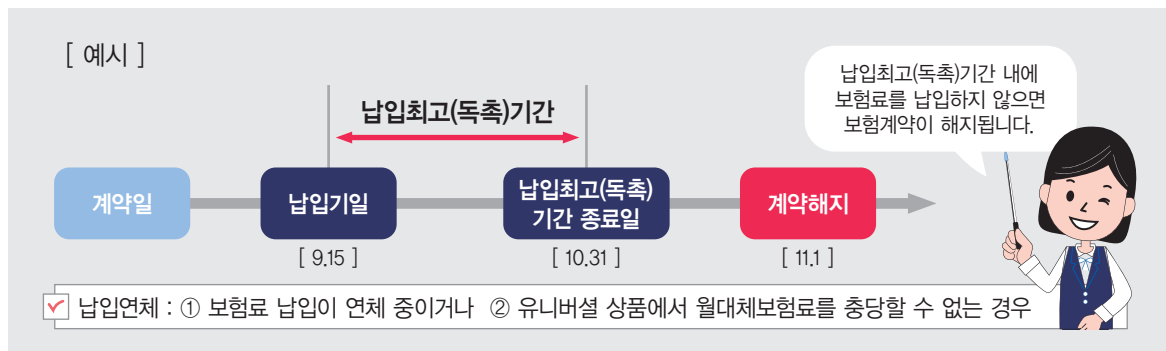 [ 예시 ]
납입최고(독촉)기간 내에
보험료를 납입하지 않으면
보험계약이 해지됩니다.
납입최고(독촉)기간
계약일
납입기일
납입최고(독촉)
기간 종료일
계약해지
[ 9.15 ]
[ 10.31 ]
[ 11.1 ]
납입연체 : ① 보험료 납입이 연체 중이거나 ② 유니버셜 상품에서 월대체보험료를 충당할 수 없는 경우